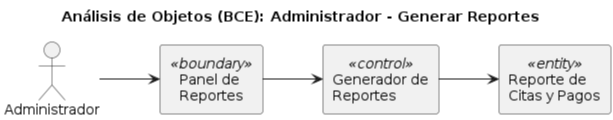 Análisis de Objetos (BCE): Administrador - Generar Reportes
Administrador
«boundary»
Panel de
Reportes
«control»
Generador de
Reportes
«entity»
Reporte de
Citas y Pagos